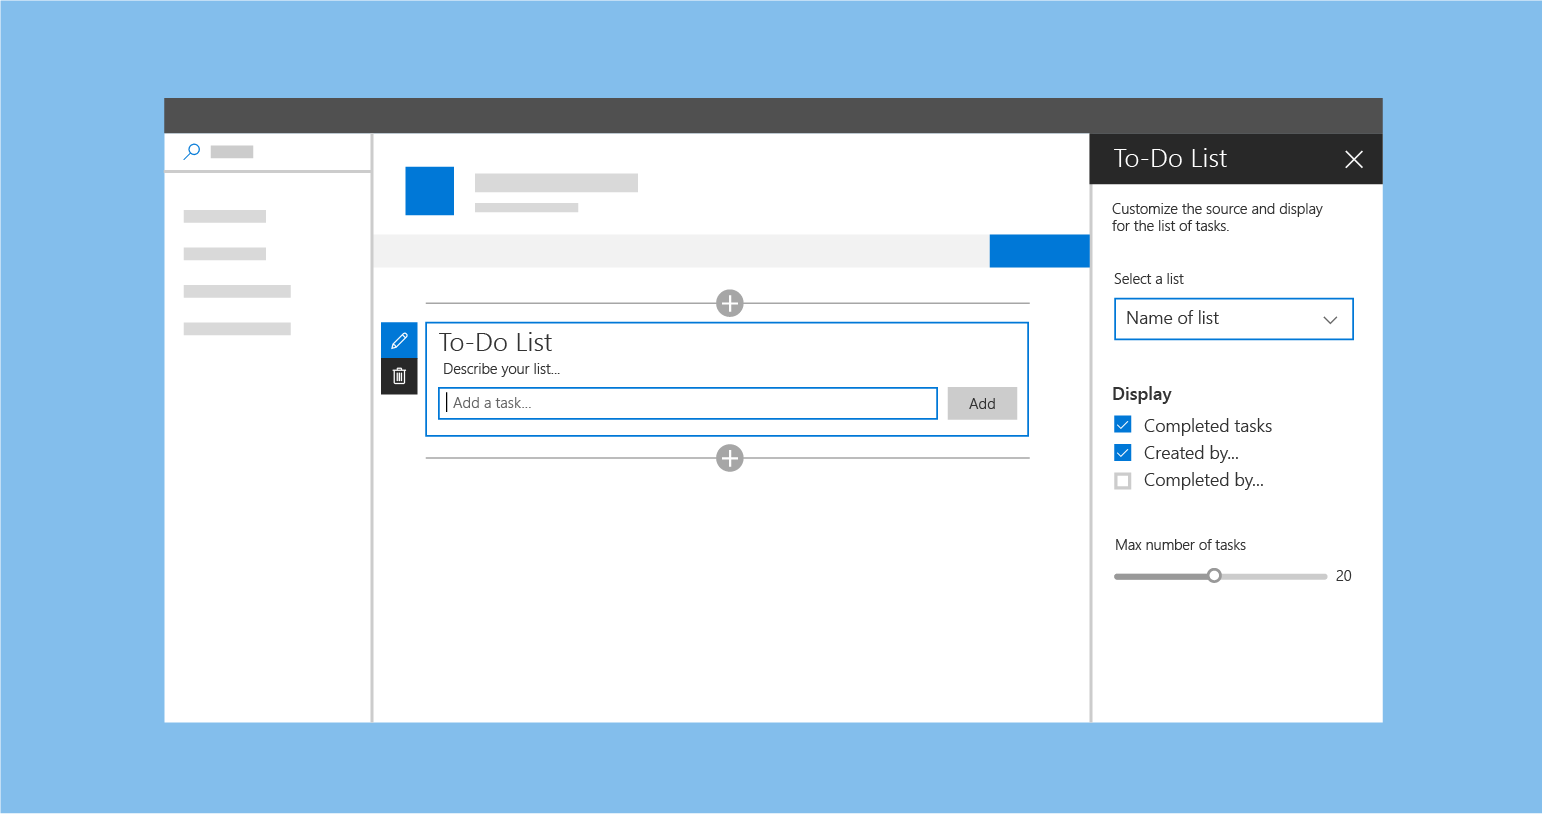 To-Do List
Describe your list...
Add a task...
Add
To-Do List
Customize the source and display
for the list of tasks.
Select a list
Name of list
Display
Completed tasks
Created by...
Completed by...
Max number of tasks
20